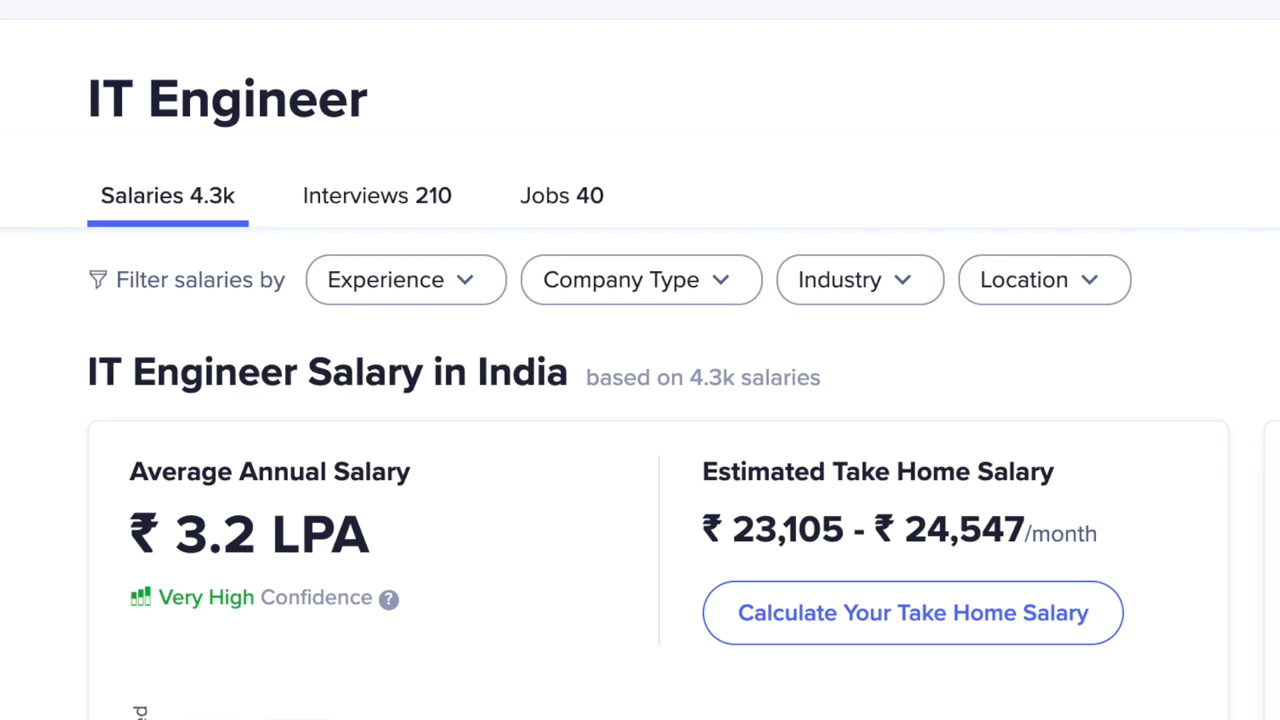 IT Engineer
Salaries 4.3k
Interviews 210
Jobs 40
Filter salaries by
Experience
Company Type
Industry
Location
IT Engineer Salary in India based on 4.3k salaries
Average Annual Salary
₹ 3.2 LPA
Very High Confidence ?
Estimated Take Home Salary
₹ 23,105 - ₹ 24,547/month
Calculate Your Take Home Salary